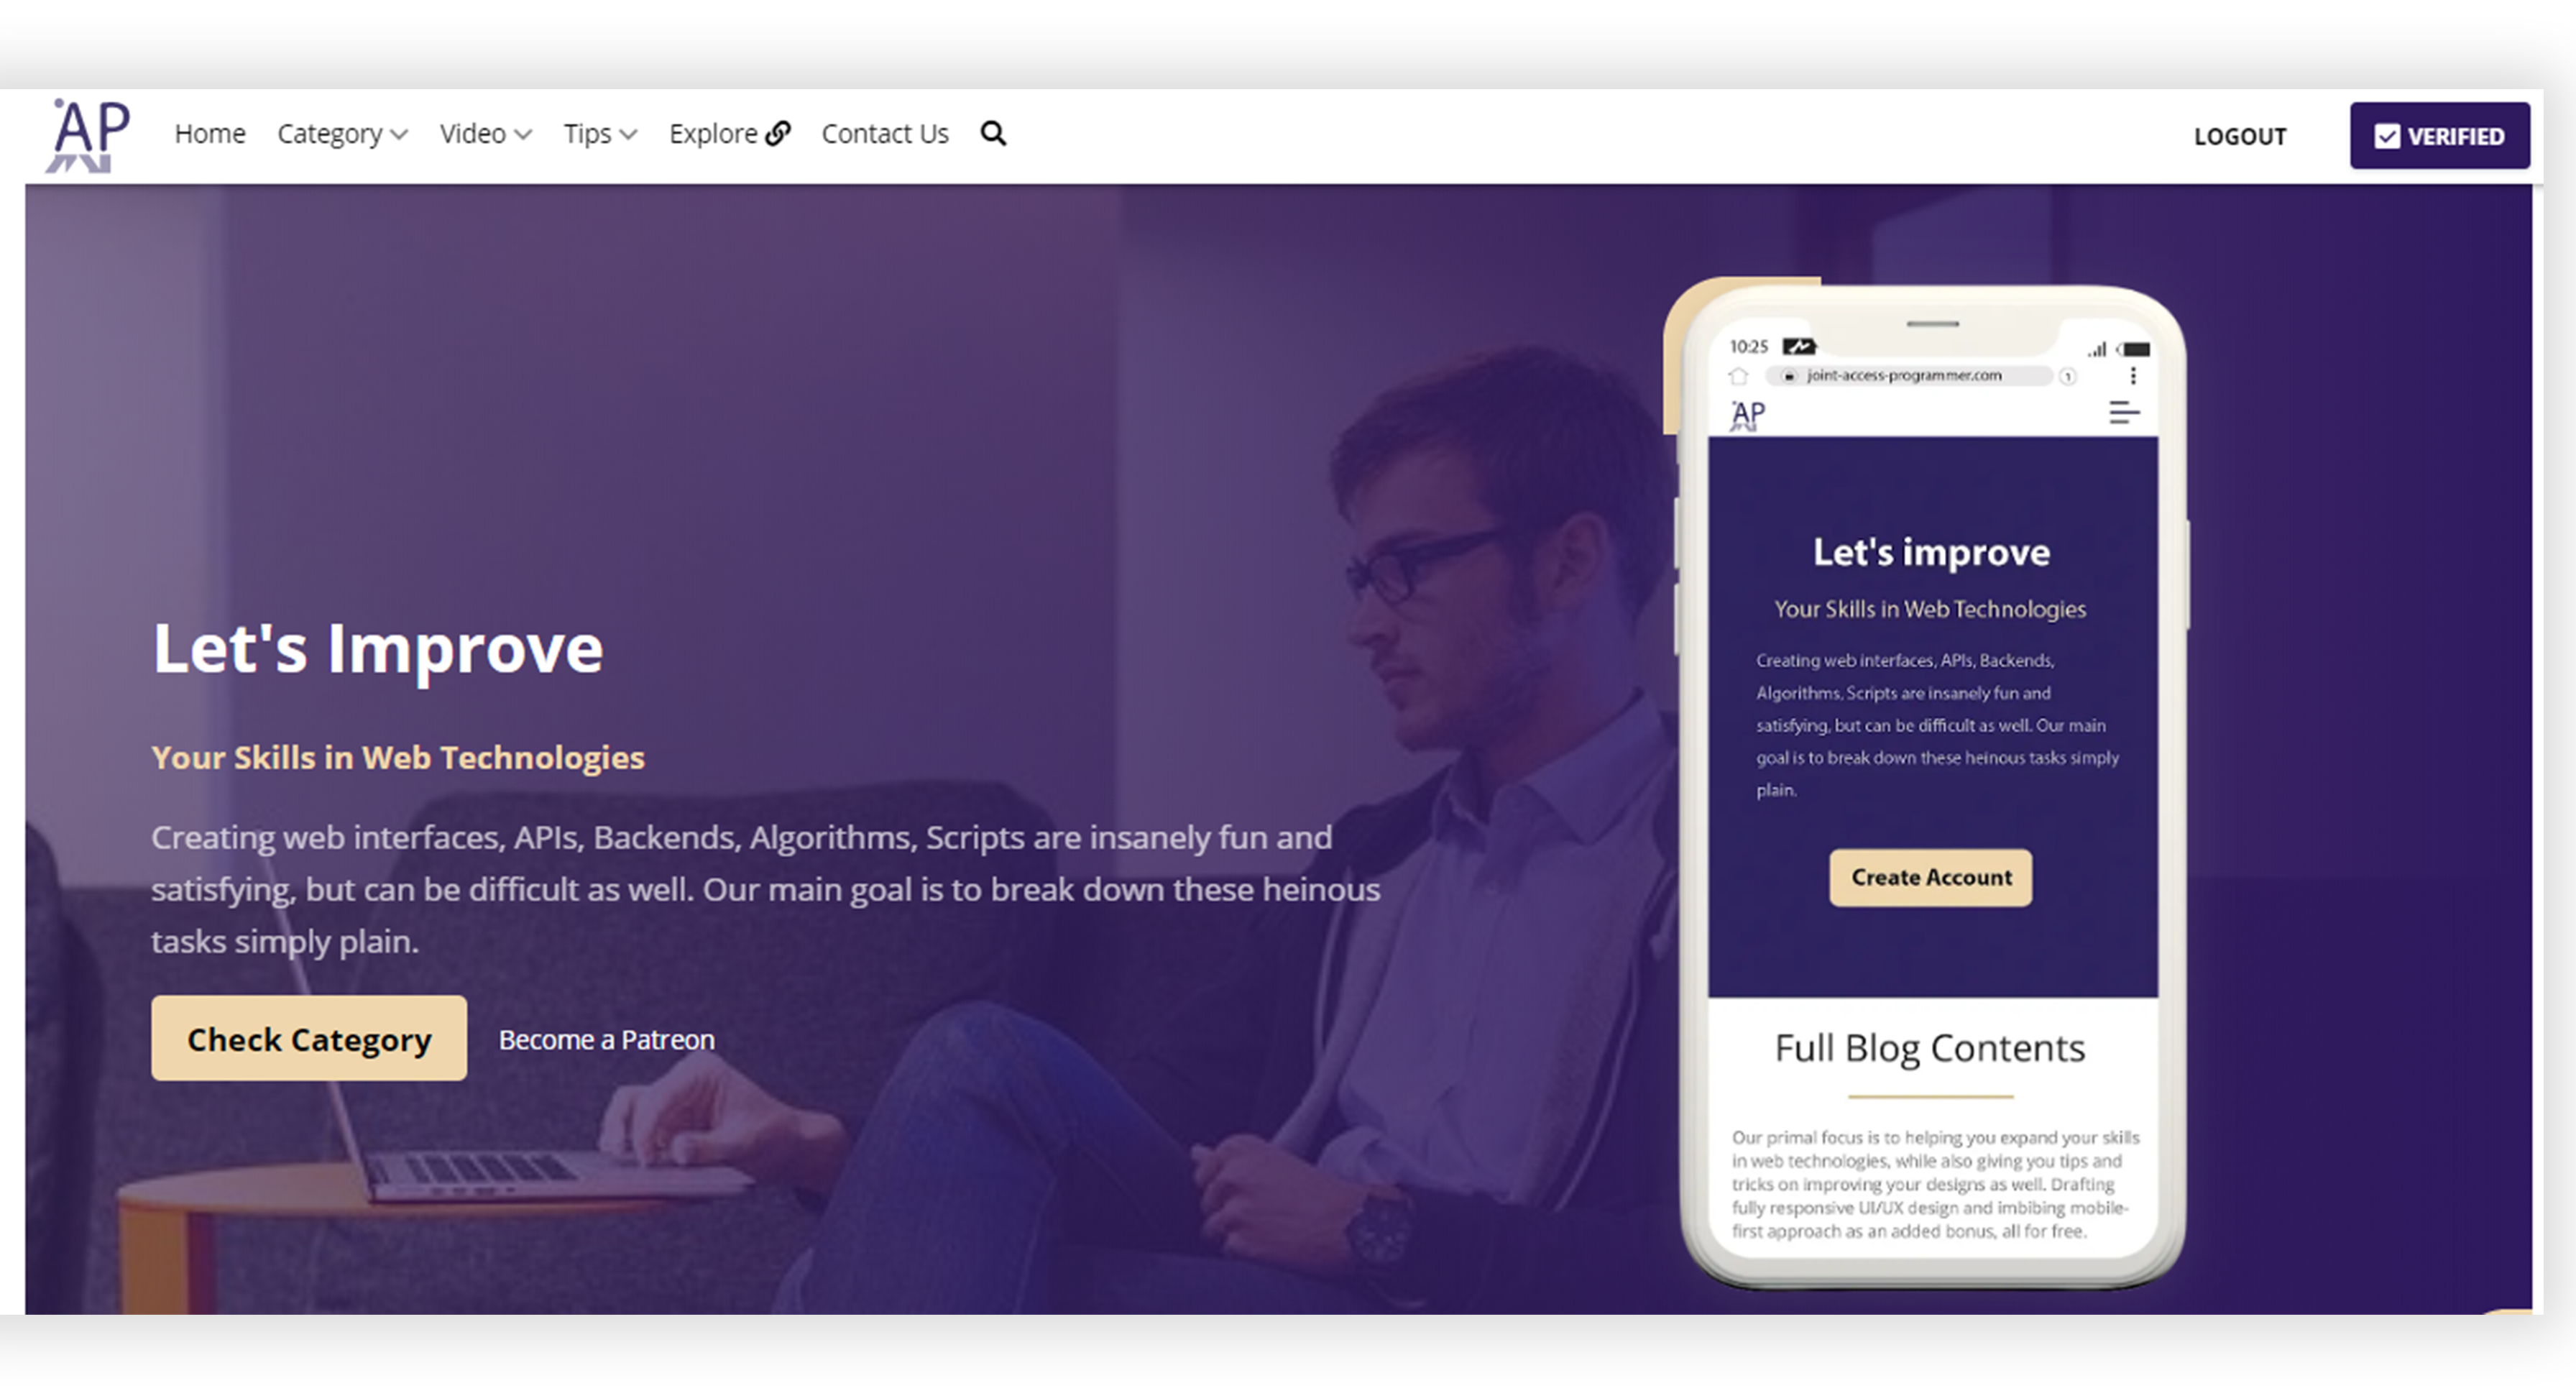 AP
Home Category Video Tips Explore Contact Us
LOGOUT
VERIFIED
Let's Improve
Your Skills in Web Technologies
Creating web interfaces, APIs, Backends, Algorithms, Scripts are insanely fun and
satisfying, but can be difficult as well. Our main goal is to break down these heinous
tasks simply plain.
Check Category
Become a Patreon
10:25
joint-access-programmer.com
1
AP
Let's improve
Your Skills in Web Technologies
Creating web interfaces, APIs, Backends,
Algorithms, Scripts are insanely fun and
satisfying, but can be difficult as well. Our main
goal is to break down these heinous tasks simply
plain.
Create Account
Full Blog Contents
Our primal focus is to helping you expand your skills
in web technologies, while also giving you tips and
tricks on improving your designs as well. Drafting
fully responsive UI/UX design and imbibing mobile-
first approach as an added bonus, all for free.